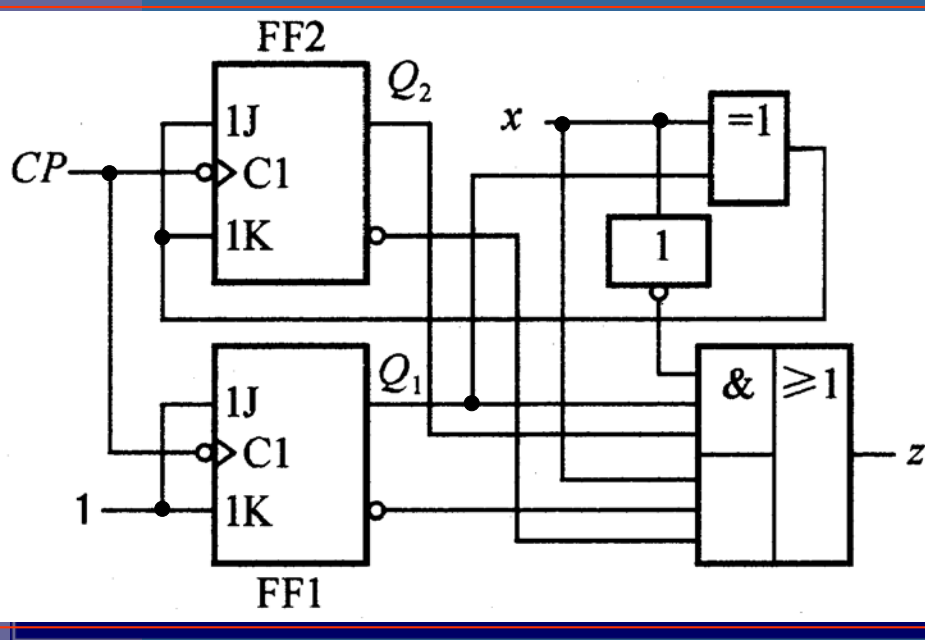 FF2
Q₂
1J
x
=1
CP
C1
1K
1
Q₁
1J
&
≥1
C1
z
1
1K
FF1